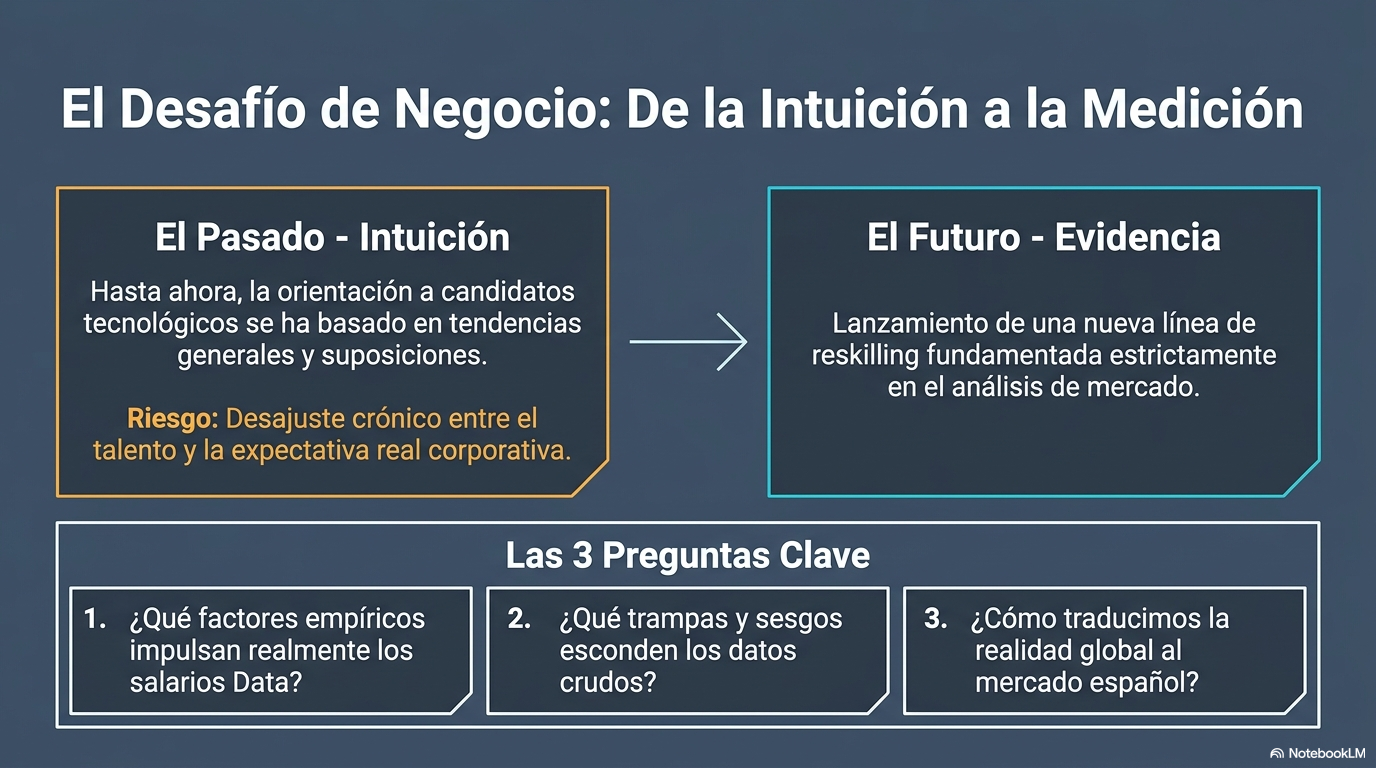 El Desafío de Negocio: De la Intuición a la Medición
El Pasado - Intuición
Hasta ahora, la orientación a candidatos
tecnológicos se ha basado en tendencias
generales y suposiciones.
Riesgo: Desajuste crónico entre el
talento y la expectativa real corporativa.
El Futuro - Evidencia
Lanzamiento de una nueva línea de
reskilling fundamentada estrictamente
en el análisis de mercado.
Las 3 Preguntas Clave
1. ¿Qué factores empíricos
impulsan realmente los
salarios Data?
2. ¿Qué trampas y sesgos
esconden los datos
crudos?
3. ¿Cómo traducimos la
realidad global al
mercado español?
NotebookLM